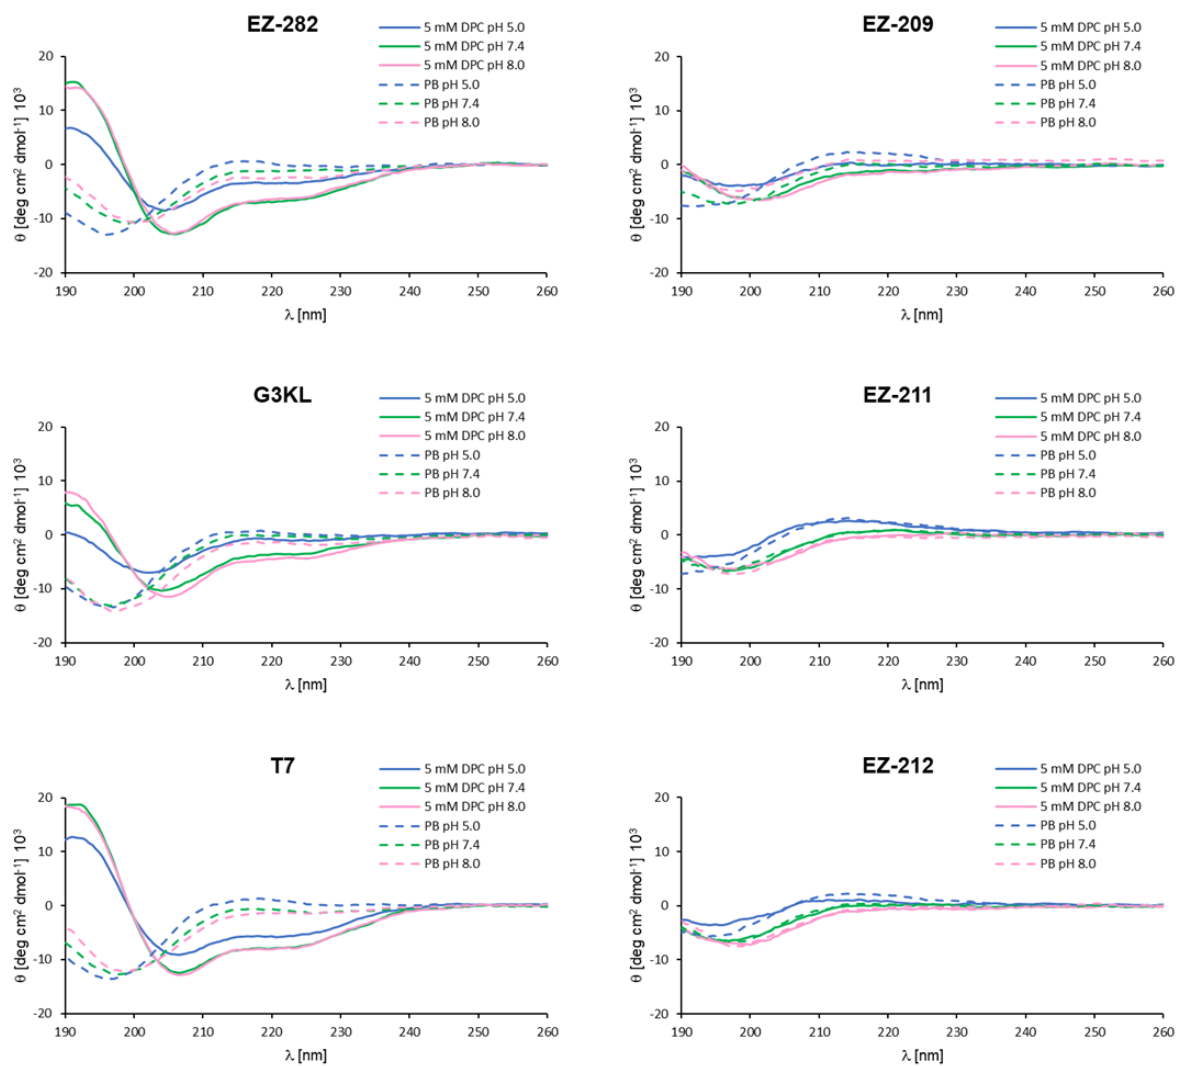 EZ-282
5 mM DPC pH 5.0
5 mM DPC pH 7.4
5 mM DPC pH 8.0
PB pH 5.0
PB pH 7.4
PB pH 8.0
θ [deg cm² dmol⁻¹] 10³
20
10
0
-10
-20
190 200 210 220 230 240 250 260
λ [nm]
EZ-209
5 mM DPC pH 5.0
5 mM DPC pH 7.4
5 mM DPC pH 8.0
PB pH 5.0
PB pH 7.4
PB pH 8.0
θ [deg cm² dmol⁻¹] 10³
20
10
0
-10
-20
190 200 210 220 230 240 250 260
λ [nm]
G3KL
5 mM DPC pH 5.0
5 mM DPC pH 7.4
5 mM DPC pH 8.0
PB pH 5.0
PB pH 7.4
PB pH 8.0
θ [deg cm² dmol⁻¹] 10³
20
10
0
-10
-20
190 200 210 220 230 240 250 260
λ [nm]
EZ-211
5 mM DPC pH 5.0
5 mM DPC pH 7.4
5 mM DPC pH 8.0
PB pH 5.0
PB pH 7.4
PB pH 8.0
θ [deg cm² dmol⁻¹] 10³
20
10
0
-10
-20
190 200 210 220 230 240 250 260
λ [nm]
T7
5 mM DPC pH 5.0
5 mM DPC pH 7.4
5 mM DPC pH 8.0
PB pH 5.0
PB pH 7.4
PB pH 8.0
θ [deg cm² dmol⁻¹] 10³
20
10
0
-10
-20
190 200 210 220 230 240 250 260
λ [nm]
EZ-212
5 mM DPC pH 5.0
5 mM DPC pH 7.4
5 mM DPC pH 8.0
PB pH 5.0
PB pH 7.4
PB pH 8.0
θ [deg cm² dmol⁻¹] 10³
20
10
0
-10
-20
190 200 210 220 230 240 250 260
λ [nm]